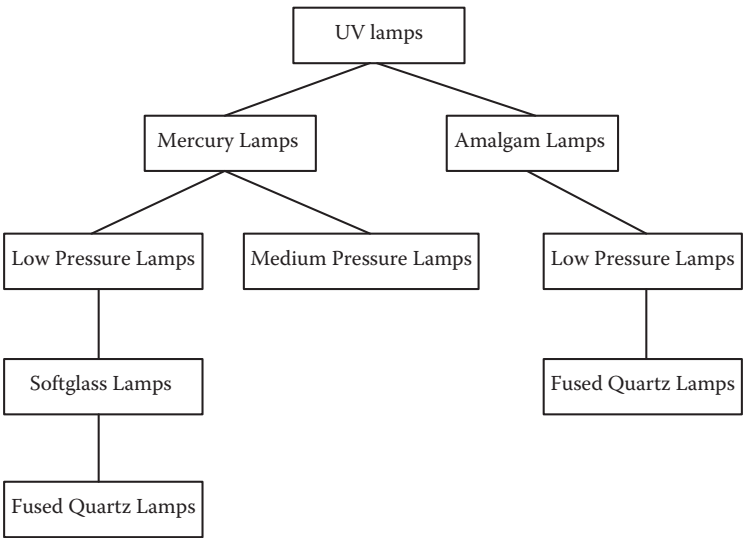 UV lamps
Mercury Lamps
Amalgam Lamps
Low Pressure Lamps
Medium Pressure Lamps
Low Pressure Lamps
Softglass Lamps
Fused Quartz Lamps
Fused Quartz Lamps